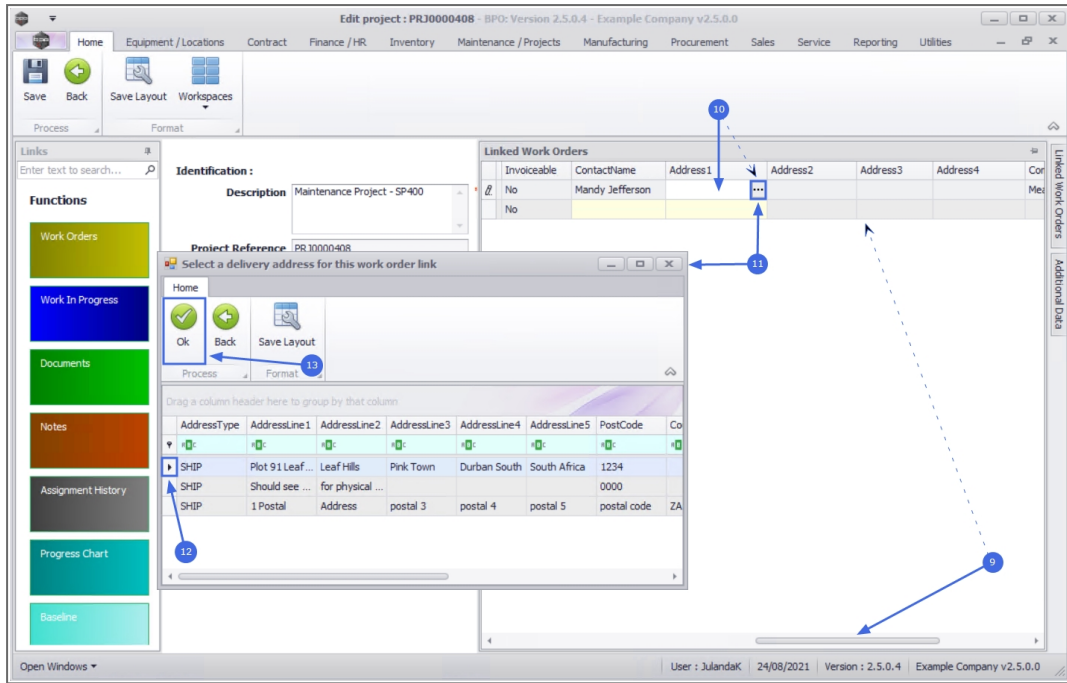 Edit project : PRJ0000408 - BPO: Version 2.5.0.4 - Example Company v2.5.0.0
Home Equipment / Locations Contract Finance / HR Inventory Maintenance / Projects Manufacturing Procurement Sales Service Reporting Utilities
Save Back Save Layout Workspaces
Process Format
10
Links
Enter text to search...
Functions
Work Orders
Work In Progress
Documents
Notes
Assignment History
Progress Chart
Baseline
Identification :
Description Maintenance Project - SP400
Project Reference PRJ0000408
Linked Work Orders
Invoiceable ContactName Address1 Address2 Address3 Address4 Cor
No Mandy Jefferson ... Mea
No
11
Linked Work Orders
Additional Data
Select a delivery address for this work order link
Home
Ok Back Save Layout
13
Process Format
Drag a column header here to group by that column
AddressType AddressLine1 AddressLine2 AddressLine3 AddressLine4 AddressLine5 PostCode Co
SHIP Plot 91 Leaf... Leaf Hills Pink Town Durban South South Africa 1234
SHIP Should see ... for physical ... 0000
SHIP 1 Postal Address postal 3 postal 4 postal 5 postal code ZA
12
9
Open Windows User : JulandaK 24/08/2021 Version : 2.5.0.4 Example Company v2.5.0.0